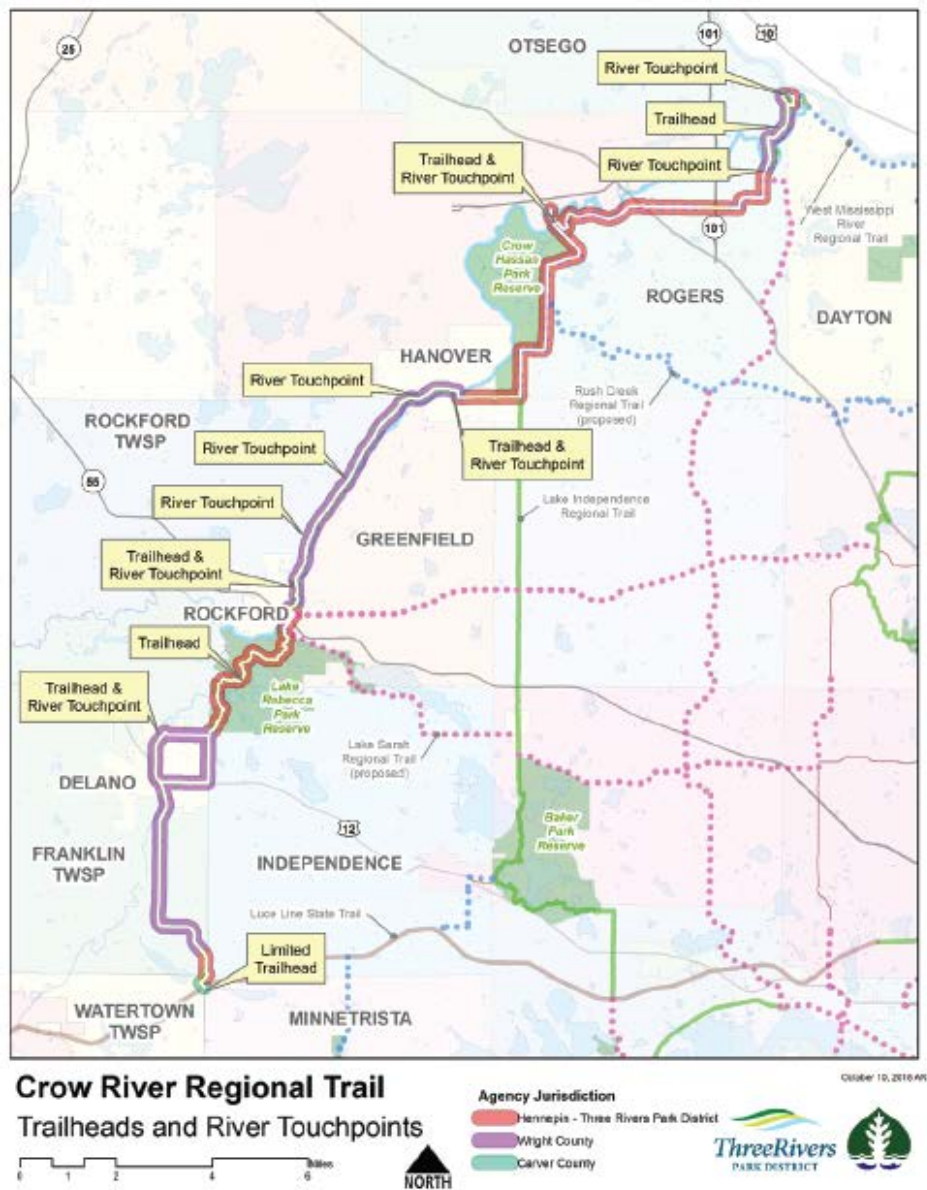 25
101
10
OTSEGO
River Touchpoint
Trailhead
Trailhead &
River Touchpoint
River Touchpoint
West Mississippi
River
Regional Trail
101
Crow
Hassan
Park
Reserve
ROGERS
DAYTON
HANOVER
River Touchpoint
Rush Creek
Regional Trail
(proposed)
ROCKFORD
TWSP
River Touchpoint
Trailhead &
River Touchpoint
55
River Touchpoint
Lake Independence
Regional Trail
GREENFIELD
Trailhead &
River Touchpoint
ROCKFORD
Trailhead
Trailhead &
River Touchpoint
Lake
Rebecca
Park
Reserve
Lake Sarah
Regional Trail
(proposed)
DELANO
12
Baker
Park
Reserve
FRANKLIN
TWSP
INDEPENDENCE
Luce Line State Trail
Limited
Trailhead
WATERTOWN
TWSP
MINNETRISTA
Crow River Regional Trail
Trailheads and River Touchpoints
0 1 2 4 6
Miles
NORTH
Agency Jurisdiction
Hennepin - Three Rivers Park District
Wright County
Carver County
October 10, 2016 AK
ThreeRivers
PARK DISTRICT